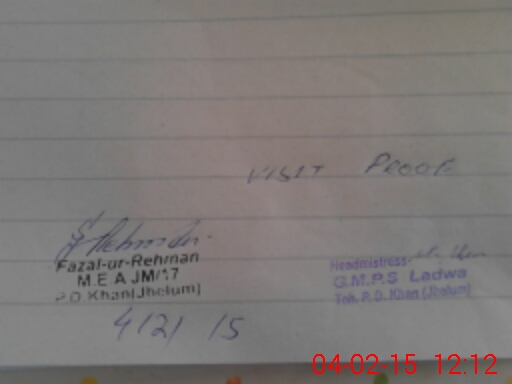 VISIT PROOF
Rehman
Fazal-ur-Rehman
M.E.A JM/17
P.D. Khan(Jhelum)
4/2/15
Headmistress
G.M.P.S Ladwa
Teh. P. D. Khan (Jhelum)
04-02-15 12:12